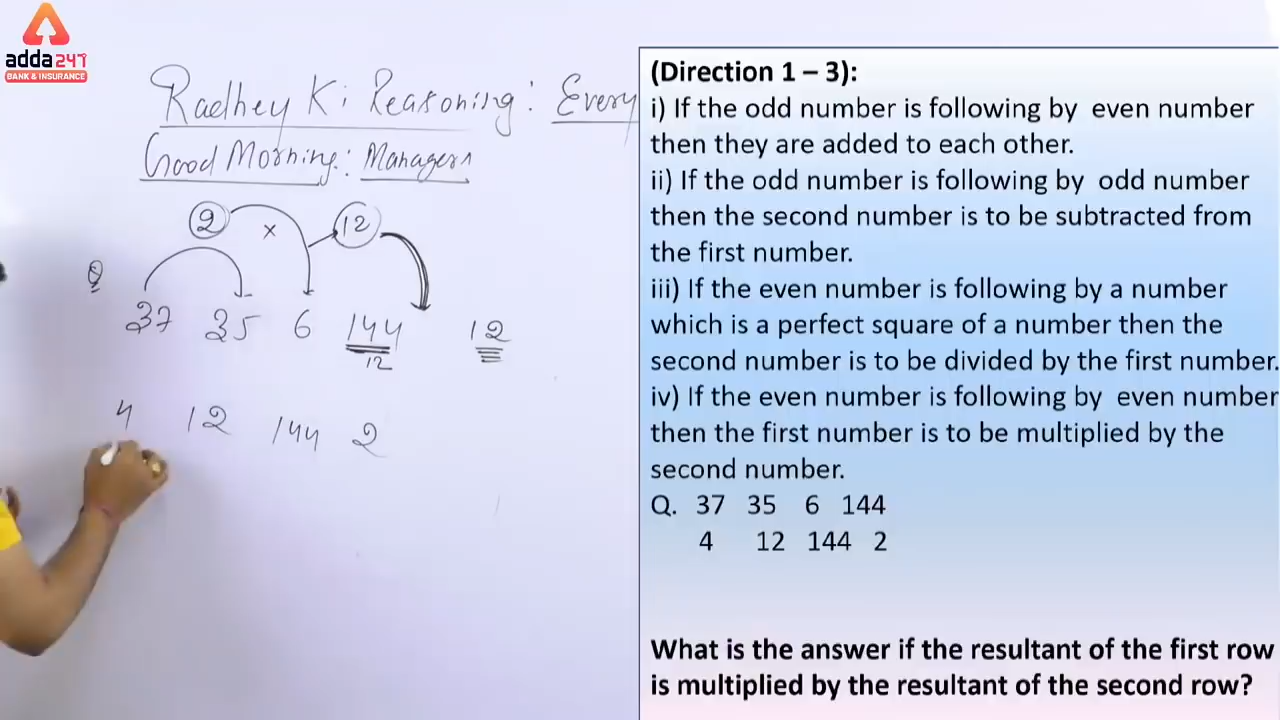 adda247
BANK & INSURANCE
Radhey Ki Reasoning: Every
Good Morning: Managers
2 × 12
Q 37 35 6 144 12
12
4 12 144 2
(Direction 1 – 3):
i) If the odd number is following by even number
then they are added to each other.
ii) If the odd number is following by odd number
then the second number is to be subtracted from
the first number.
iii) If the even number is following by a number
which is a perfect square of a number then the
second number is to be divided by the first number.
iv) If the even number is following by even number
then the first number is to be multiplied by the
second number.
Q. 37 35 6 144
4 12 144 2
What is the answer if the resultant of the first row
is multiplied by the resultant of the second row?